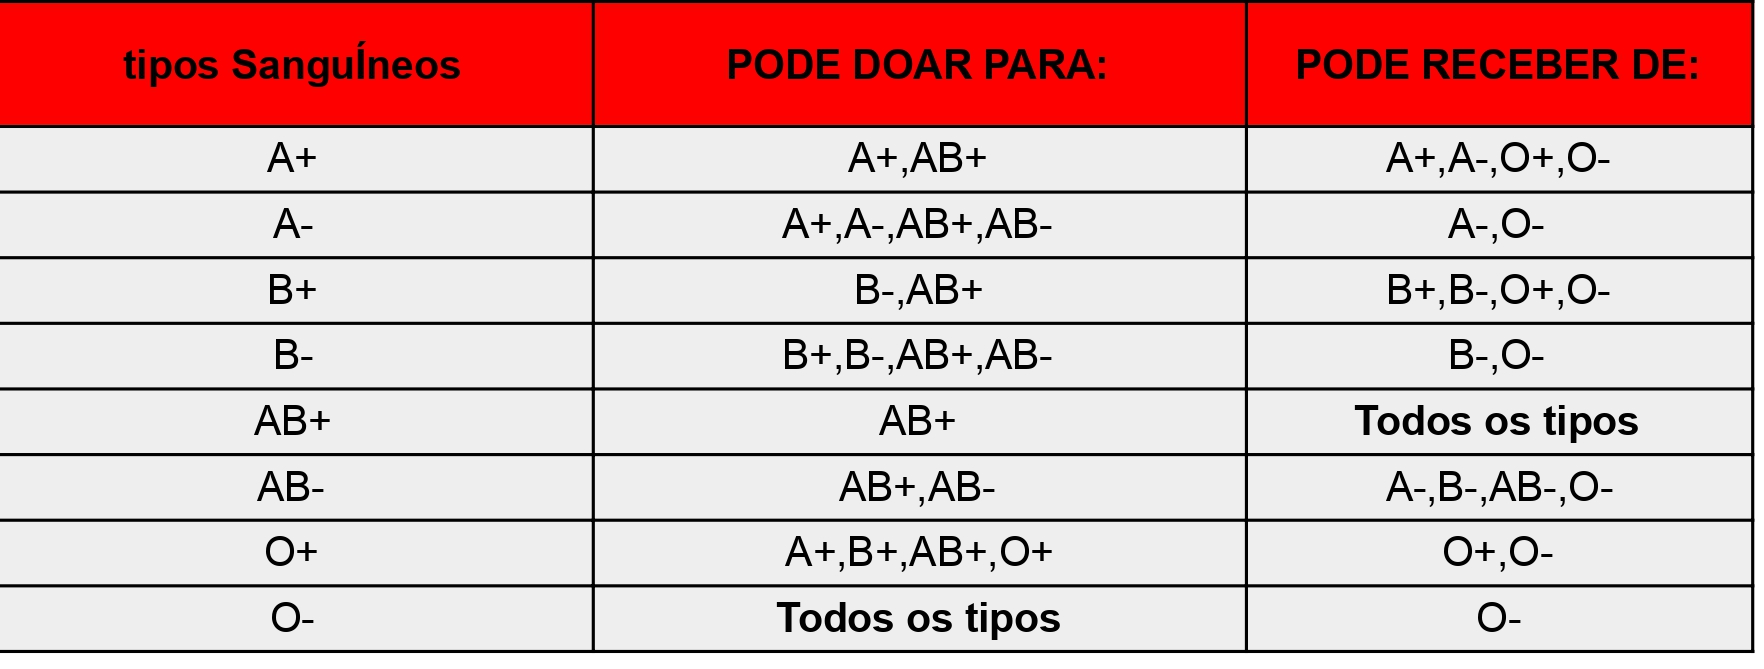 tipos SanguÍneos PODE DOAR PARA: PODE RECEBER DE:
A+ A+,AB+ A+,A-,O+,O-
A- A+,A-,AB+,AB- A-,O-
B+ B-,AB+ B+,B-,O+,O-
B- B+,B-,AB+,AB- B-,O-
AB+ AB+ Todos os tipos
AB- AB+,AB- A-,B-,AB-,O-
O+ A+,B+,AB+,O+ O+,O-
O- Todos os tipos O-